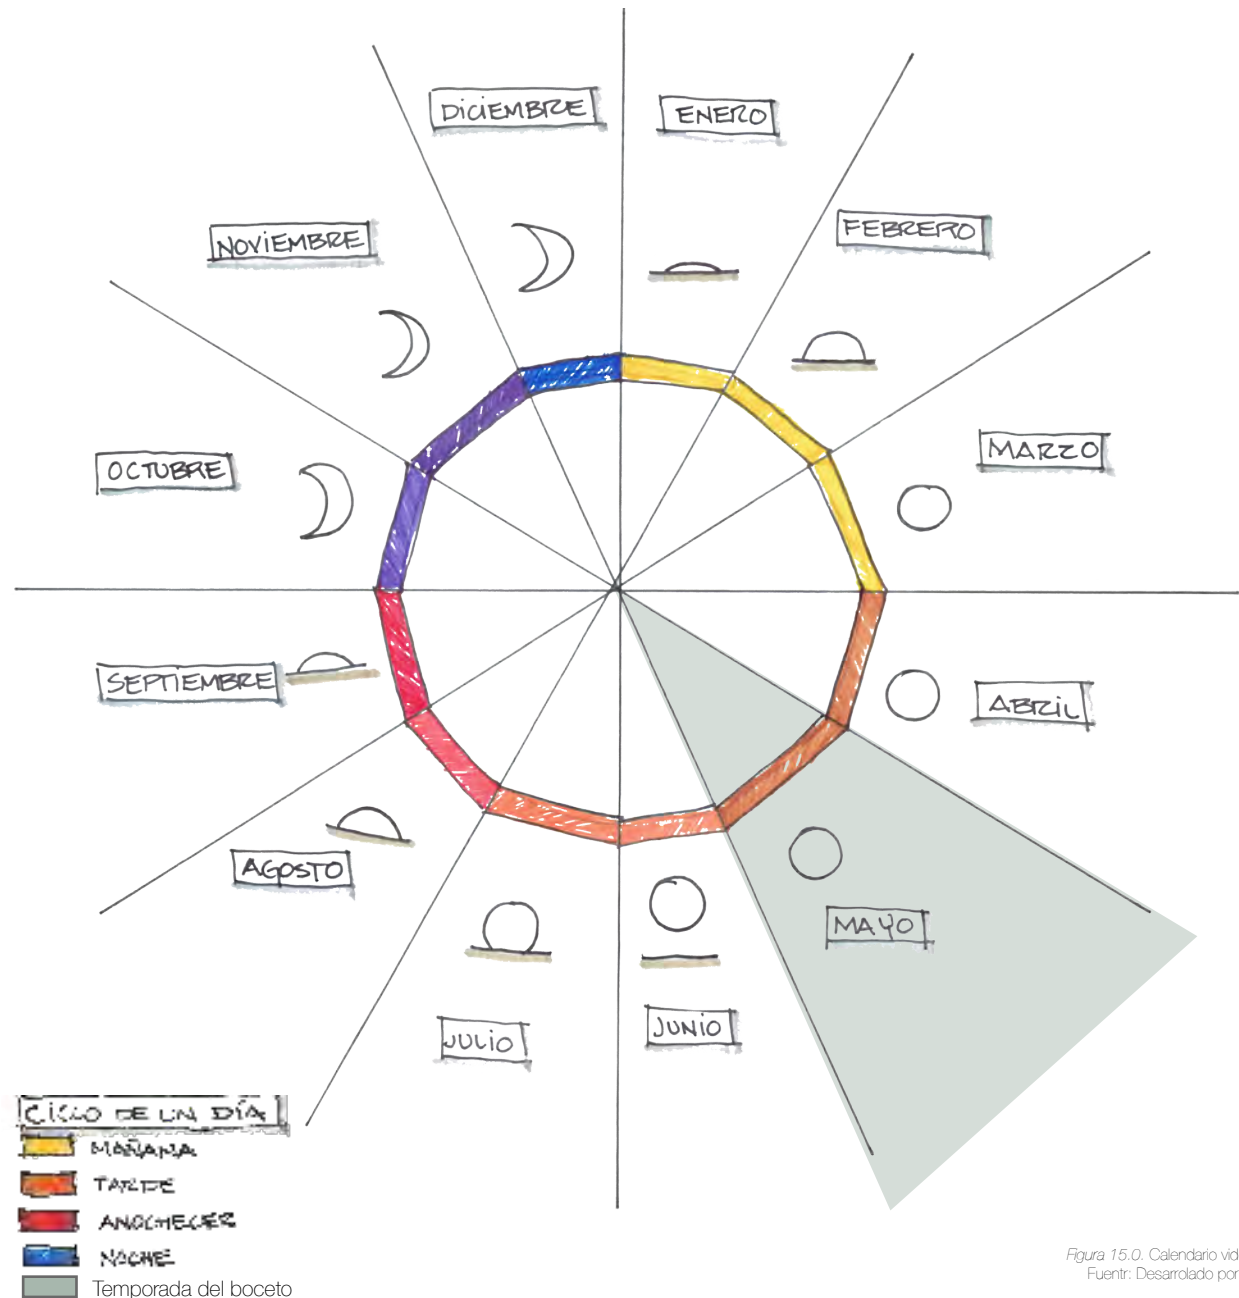 DICIEMBRE
ENERO
FEBRERO
NOVIEMBRE
MARZO
OCTUBRE
SEPTIEMBRE
ABRIL
AGOSTO
MAYO
JULIO
JUNIO
CICLO DE UN DÍA
MAÑANA
TARDE
ANOCHECER
NOCHE
Temporada del boceto
Figura 15.0. Calendario vid
Fuentr: Desarrolado por